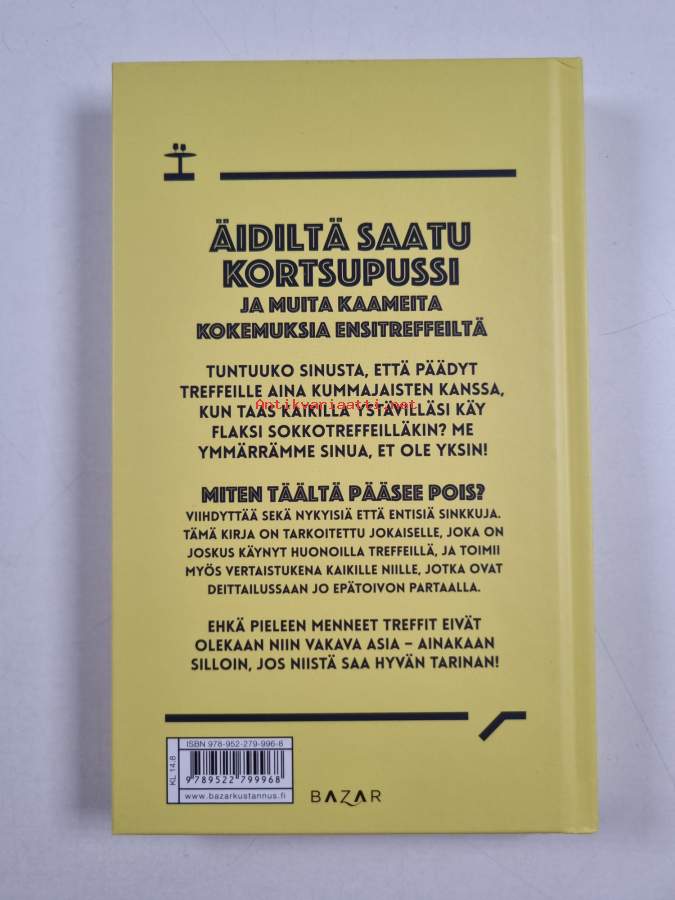 ÄIDILTÄ SAATU
KORTSUPUSSI
JA MUITA KAAMEITA
KOKEMUKSIA ENSITREFFEILTÄ
TUNTUUKO SINUSTA, ETTÄ PÄÄDYT
TREFFEILLE AINA KUMMAJAISTEN KANSSA,
Antikvariaatti.net
KUN TAAS KAIKILLA YSTÄVILLÄSI KÄY
FLAKSI SOKKOTREFFEILLÄKIN? ME
YMMÄRRÄMME SINUA, ET OLE YKSIN!
MITEN TÄÄLTÄ PÄÄSEE POIS?
VIIHDYTTÄÄ SEKÄ NYKYISIÄ ETTÄ ENTISIÄ SINKKUJA.
TÄMÄ KIRJA ON TARKOITETTU JOKAISELLE, JOKA ON
JOSKUS KÄYNYT HUONOILLA TREFFEILLÄ, JA TOIMII
MYÖS VERTAISTUKENA KAIKILLE NIILLE, JOTKA OVAT
DEITTAILUSSAAN JO EPÄTOIVON PARTAALLA.
EHKÄ PIELEEN MENNEET TREFFIT EIVÄT
OLEKAAN NIIN VAKAVA ASIA – AINAKAAN
SILLOIN, JOS NIISTÄ SAA HYVÄN TARINAN!
ISBN 978-952-279-996-8
KL 14.8
9 789522 799968
www.bazarkustannus.fi
BAZAR